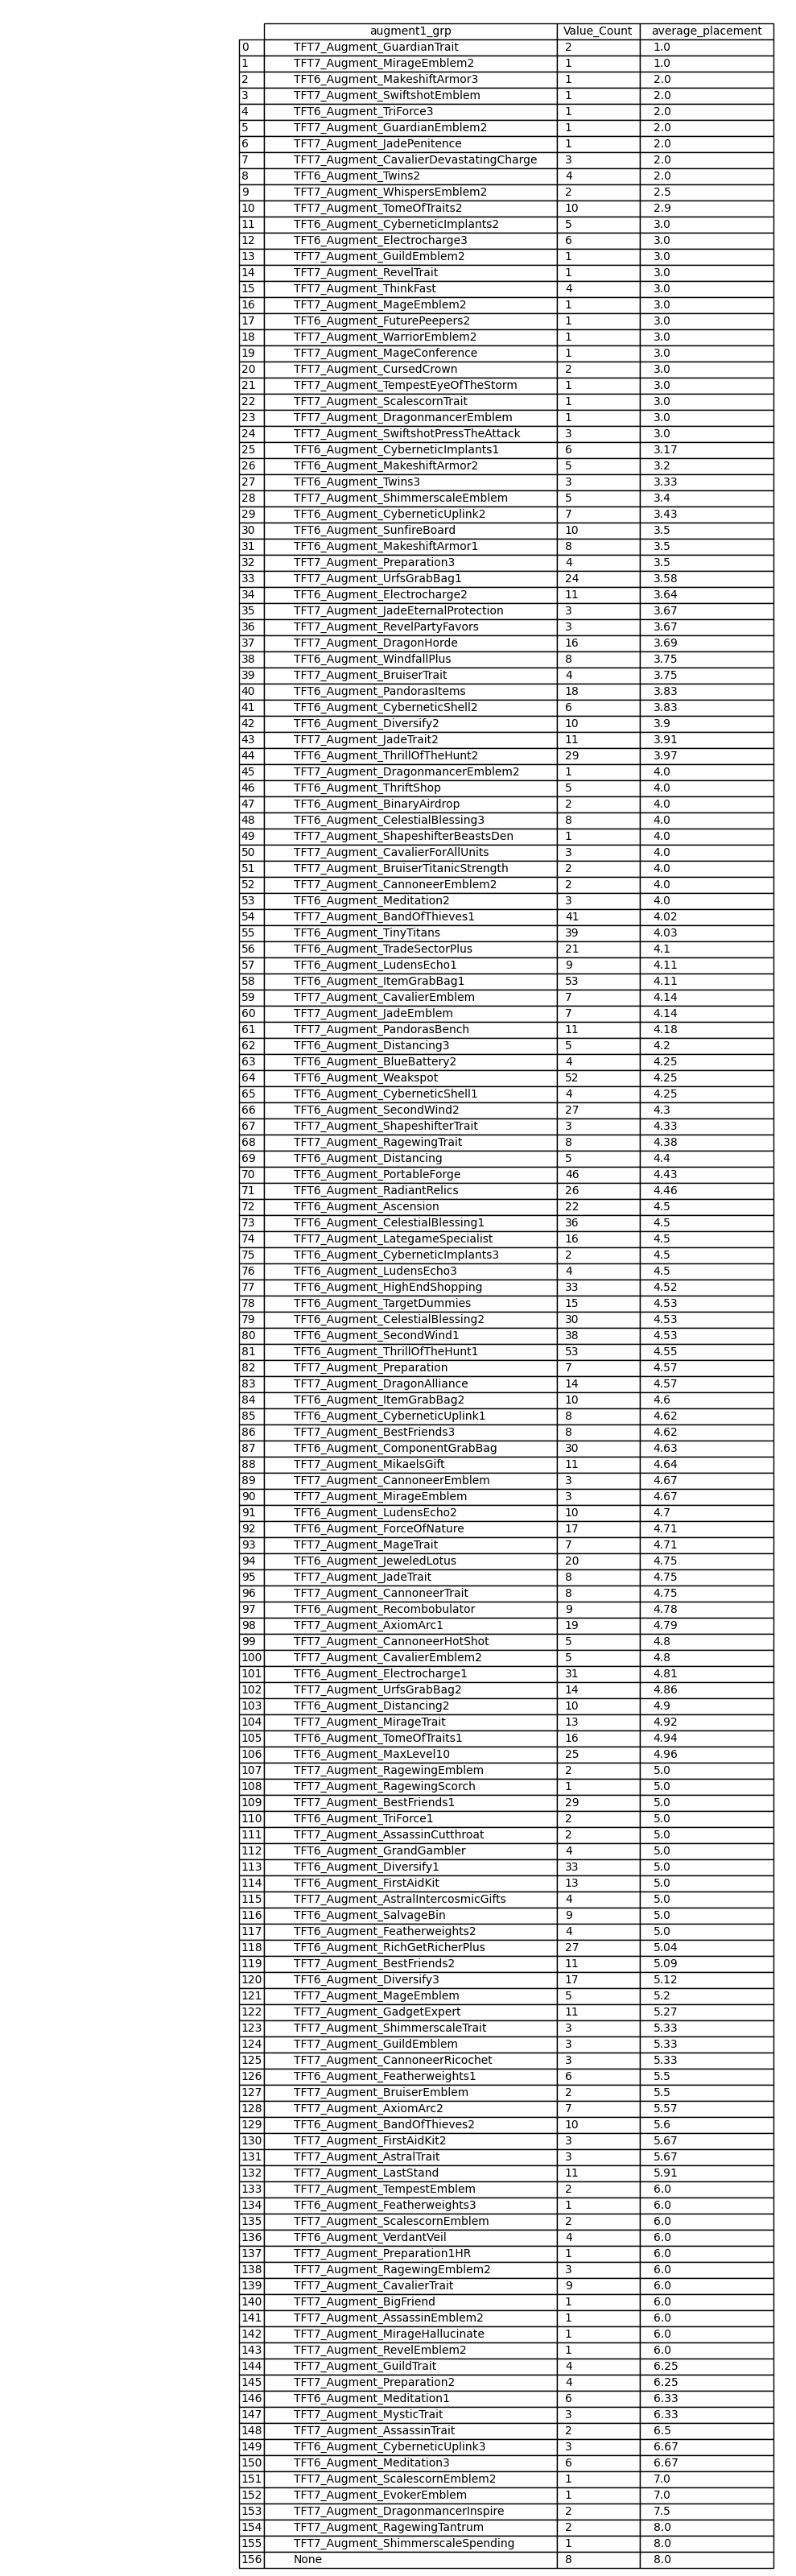 augment1_grp Value_Count average_placement
0 TFT7_Augment_GuardianTrait 2 1.0
1 TFT7_Augment_MirageEmblem2 1 1.0
2 TFT6_Augment_MakeshiftArmor3 1 2.0
3 TFT7_Augment_SwiftshotEmblem 1 2.0
4 TFT6_Augment_TriForce3 1 2.0
5 TFT7_Augment_GuardianEmblem2 1 2.0
6 TFT7_Augment_JadePenitence 1 2.0
7 TFT7_Augment_CavalierDevastatingCharge 3 2.0
8 TFT6_Augment_Twins2 4 2.0
9 TFT7_Augment_WhispersEmblem2 2 2.5
10 TFT7_Augment_TomeOfTraits2 10 2.9
11 TFT6_Augment_CyberneticImplants2 5 3.0
12 TFT6_Augment_Electrocharge3 6 3.0
13 TFT7_Augment_GuildEmblem2 1 3.0
14 TFT7_Augment_RevelTrait 1 3.0
15 TFT7_Augment_ThinkFast 4 3.0
16 TFT7_Augment_MageEmblem2 1 3.0
17 TFT6_Augment_FuturePeepers2 1 3.0
18 TFT7_Augment_WarriorEmblem2 1 3.0
19 TFT7_Augment_MageConference 1 3.0
20 TFT7_Augment_CursedCrown 2 3.0
21 TFT7_Augment_TempestEyeOfTheStorm 1 3.0
22 TFT7_Augment_ScalescornTrait 1 3.0
23 TFT7_Augment_DragonmancerEmblem 1 3.0
24 TFT7_Augment_SwiftshotPressTheAttack 3 3.0
25 TFT6_Augment_CyberneticImplants1 6 3.17
26 TFT6_Augment_MakeshiftArmor2 5 3.2
27 TFT6_Augment_Twins3 3 3.33
28 TFT7_Augment_ShimmerscaleEmblem 5 3.4
29 TFT6_Augment_CyberneticUplink2 7 3.43
30 TFT6_Augment_SunfireBoard 10 3.5
31 TFT6_Augment_MakeshiftArmor1 8 3.5
32 TFT7_Augment_Preparation3 4 3.5
33 TFT7_Augment_UrfsGrabBag1 24 3.58
34 TFT6_Augment_Electrocharge2 11 3.64
35 TFT7_Augment_JadeEternalProtection 3 3.67
36 TFT7_Augment_RevelPartyFavors 3 3.67
37 TFT7_Augment_DragonHorde 16 3.69
38 TFT6_Augment_WindfallPlus 8 3.75
39 TFT7_Augment_BruiserTrait 4 3.75
40 TFT6_Augment_PandorasItems 18 3.83
41 TFT6_Augment_CyberneticShell2 6 3.83
42 TFT6_Augment_Diversify2 10 3.9
43 TFT7_Augment_JadeTrait2 11 3.91
44 TFT6_Augment_ThrillOfTheHunt2 29 3.97
45 TFT7_Augment_DragonmancerEmblem2 1 4.0
46 TFT6_Augment_ThriftShop 5 4.0
47 TFT6_Augment_BinaryAirdrop 2 4.0
48 TFT6_Augment_CelestialBlessing3 8 4.0
49 TFT7_Augment_ShapeshifterBeastsDen 1 4.0
50 TFT7_Augment_CavalierForAllUnits 3 4.0
51 TFT7_Augment_BruiserTitanicStrength 2 4.0
52 TFT7_Augment_CannoneerEmblem2 2 4.0
53 TFT6_Augment_Meditation2 3 4.0
54 TFT7_Augment_BandOfThieves1 41 4.02
55 TFT6_Augment_TinyTitans 39 4.03
56 TFT6_Augment_TradeSectorPlus 21 4.1
57 TFT6_Augment_LudensEcho1 9 4.11
58 TFT6_Augment_ItemGrabBag1 53 4.11
59 TFT7_Augment_CavalierEmblem 7 4.14
60 TFT7_Augment_JadeEmblem 7 4.14
61 TFT7_Augment_PandorasBench 11 4.18
62 TFT6_Augment_Distancing3 5 4.2
63 TFT6_Augment_BlueBattery2 4 4.25
64 TFT6_Augment_Weakspot 52 4.25
65 TFT6_Augment_CyberneticShell1 4 4.25
66 TFT6_Augment_SecondWind2 27 4.3
67 TFT7_Augment_ShapeshifterTrait 3 4.33
68 TFT7_Augment_RagewingTrait 8 4.38
69 TFT6_Augment_Distancing 5 4.4
70 TFT6_Augment_PortableForge 46 4.43
71 TFT6_Augment_RadiantRelics 26 4.46
72 TFT6_Augment_Ascension 22 4.5
73 TFT6_Augment_CelestialBlessing1 36 4.5
74 TFT7_Augment_LategameSpecialist 16 4.5
75 TFT6_Augment_CyberneticImplants3 2 4.5
76 TFT6_Augment_LudensEcho3 4 4.5
77 TFT6_Augment_HighEndShopping 33 4.52
78 TFT6_Augment_TargetDummies 15 4.53
79 TFT6_Augment_CelestialBlessing2 30 4.53
80 TFT6_Augment_SecondWind1 38 4.53
81 TFT6_Augment_ThrillOfTheHunt1 53 4.55
82 TFT7_Augment_Preparation 7 4.57
83 TFT7_Augment_DragonAlliance 14 4.57
84 TFT6_Augment_ItemGrabBag2 10 4.6
85 TFT6_Augment_CyberneticUplink1 8 4.62
86 TFT7_Augment_BestFriends3 8 4.62
87 TFT6_Augment_ComponentGrabBag 30 4.63
88 TFT7_Augment_MikaelsGift 11 4.64
89 TFT7_Augment_CannoneerEmblem 3 4.67
90 TFT7_Augment_MirageEmblem 3 4.67
91 TFT6_Augment_LudensEcho2 10 4.7
92 TFT6_Augment_ForceOfNature 17 4.71
93 TFT7_Augment_MageTrait 7 4.71
94 TFT6_Augment_JeweledLotus 20 4.75
95 TFT7_Augment_JadeTrait 8 4.75
96 TFT7_Augment_CannoneerTrait 8 4.75
97 TFT6_Augment_Recombobulator 9 4.78
98 TFT7_Augment_AxiomArc1 19 4.79
99 TFT7_Augment_CannoneerHotShot 5 4.8
100 TFT7_Augment_CavalierEmblem2 5 4.8
101 TFT6_Augment_Electrocharge1 31 4.81
102 TFT7_Augment_UrfsGrabBag2 14 4.86
103 TFT6_Augment_Distancing2 10 4.9
104 TFT7_Augment_MirageTrait 13 4.92
105 TFT6_Augment_TomeOfTraits1 16 4.94
106 TFT6_Augment_MaxLevel10 25 4.96
107 TFT7_Augment_RagewingEmblem 2 5.0
108 TFT7_Augment_RagewingScorch 1 5.0
109 TFT7_Augment_BestFriends1 29 5.0
110 TFT6_Augment_TriForce1 2 5.0
111 TFT7_Augment_AssassinCutthroat 2 5.0
112 TFT6_Augment_GrandGambler 4 5.0
113 TFT6_Augment_Diversify1 33 5.0
114 TFT6_Augment_FirstAidKit 13 5.0
115 TFT7_Augment_AstralIntercosmicGifts 4 5.0
116 TFT6_Augment_SalvageBin 9 5.0
117 TFT6_Augment_Featherweights2 4 5.0
118 TFT6_Augment_RichGetRicherPlus 27 5.04
119 TFT7_Augment_BestFriends2 11 5.09
120 TFT6_Augment_Diversify3 17 5.12
121 TFT7_Augment_MageEmblem 5 5.2
122 TFT7_Augment_GadgetExpert 11 5.27
123 TFT7_Augment_ShimmerscaleTrait 3 5.33
124 TFT7_Augment_GuildEmblem 3 5.33
125 TFT7_Augment_CannoneerRicochet 3 5.33
126 TFT6_Augment_Featherweights1 6 5.5
127 TFT7_Augment_BruiserEmblem 2 5.5
128 TFT7_Augment_AxiomArc2 7 5.57
129 TFT6_Augment_BandOfThieves2 10 5.6
130 TFT7_Augment_FirstAidKit2 3 5.67
131 TFT7_Augment_AstralTrait 3 5.67
132 TFT7_Augment_LastStand 11 5.91
133 TFT7_Augment_TempestEmblem 2 6.0
134 TFT6_Augment_Featherweights3 1 6.0
135 TFT7_Augment_ScalescornEmblem 2 6.0
136 TFT6_Augment_VerdantVeil 4 6.0
137 TFT7_Augment_Preparation1HR 1 6.0
138 TFT7_Augment_RagewingEmblem2 3 6.0
139 TFT7_Augment_CavalierTrait 9 6.0
140 TFT7_Augment_BigFriend 1 6.0
141 TFT7_Augment_AssassinEmblem2 1 6.0
142 TFT7_Augment_MirageHallucinate 1 6.0
143 TFT7_Augment_RevelEmblem2 1 6.0
144 TFT7_Augment_GuildTrait 4 6.25
145 TFT7_Augment_Preparation2 4 6.25
146 TFT6_Augment_Meditation1 6 6.33
147 TFT7_Augment_MysticTrait 3 6.33
148 TFT7_Augment_AssassinTrait 2 6.5
149 TFT6_Augment_CyberneticUplink3 3 6.67
150 TFT6_Augment_Meditation3 6 6.67
151 TFT7_Augment_ScalescornEmblem2 1 7.0
152 TFT7_Augment_EvokerEmblem 1 7.0
153 TFT7_Augment_DragonmancerInspire 2 7.5
154 TFT7_Augment_RagewingTantrum 2 8.0
155 TFT7_Augment_ShimmerscaleSpending 1 8.0
156 None 8 8.0